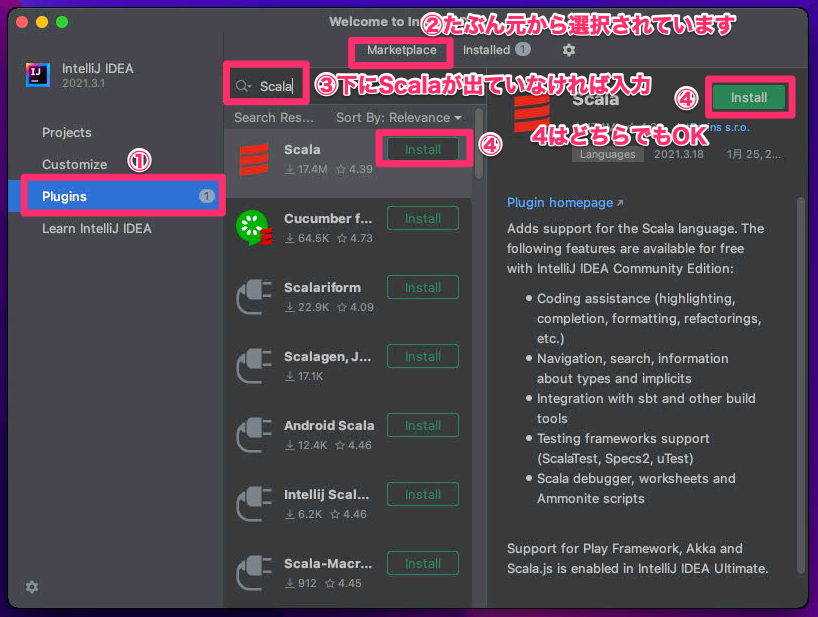 Welcome to In
②たぶん元から選択されています
IntelliJ IDEA
2021.3.1
Marketplace
Installed 1
Scala
③下にScalaが出ていなければ入力
Projects
Customize
①
Plugins 1
Learn IntelliJ IDEA
Search Res...
Sort By: Relevance
Scala
17.4M 4.39
Install
④
Cucumber f...
64.5K 4.73
Install
Scalariform
22.9K 4.09
Install
Scalagen, J...
17.1K
Install
Android Scala
12.4K 4.46
Install
Intellij Scal...
6.2K 4.46
Install
Scala-Macr...
912 4.45
Install
Scala
④
Install
4はどちらでもOK
ins s.r.o.
Languages 2021.3.18 1月 25, 2...
Plugin homepage ↗
Adds support for the Scala language. The
following features are available for free
with IntelliJ IDEA Community Edition:
• Coding assistance (highlighting,
completion, formatting, refactorings,
etc.)
• Navigation, search, information
about types and implicits
• Integration with sbt and other build
tools
• Testing frameworks support
(ScalaTest, Specs2, uTest)
• Scala debugger, worksheets and
Ammonite scripts
Support for Play Framework, Akka and
Scala.js is enabled in IntelliJ IDEA Ultimate.